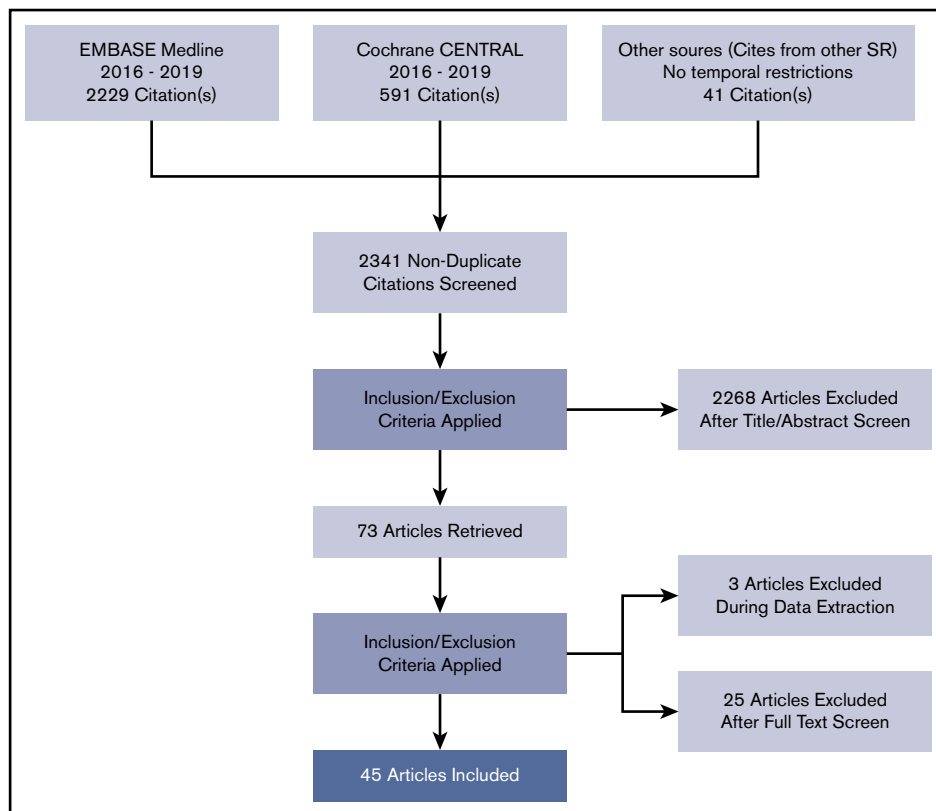 EMBASE Medline
2016 - 2019
2229 Citation(s)
Cochrane CENTRAL
2016 - 2019
591 Citation(s)
Other soures (Cites from other SR)
No temporal restrictions
41 Citation(s)
2341 Non-Duplicate
Citations Screened
Inclusion/Exclusion
Criteria Applied
2268 Articles Excluded
After Title/Abstract Screen
73 Articles Retrieved
3 Articles Excluded
During Data Extraction
Inclusion/Exclusion
Criteria Applied
25 Articles Excluded
After Full Text Screen
45 Articles Included